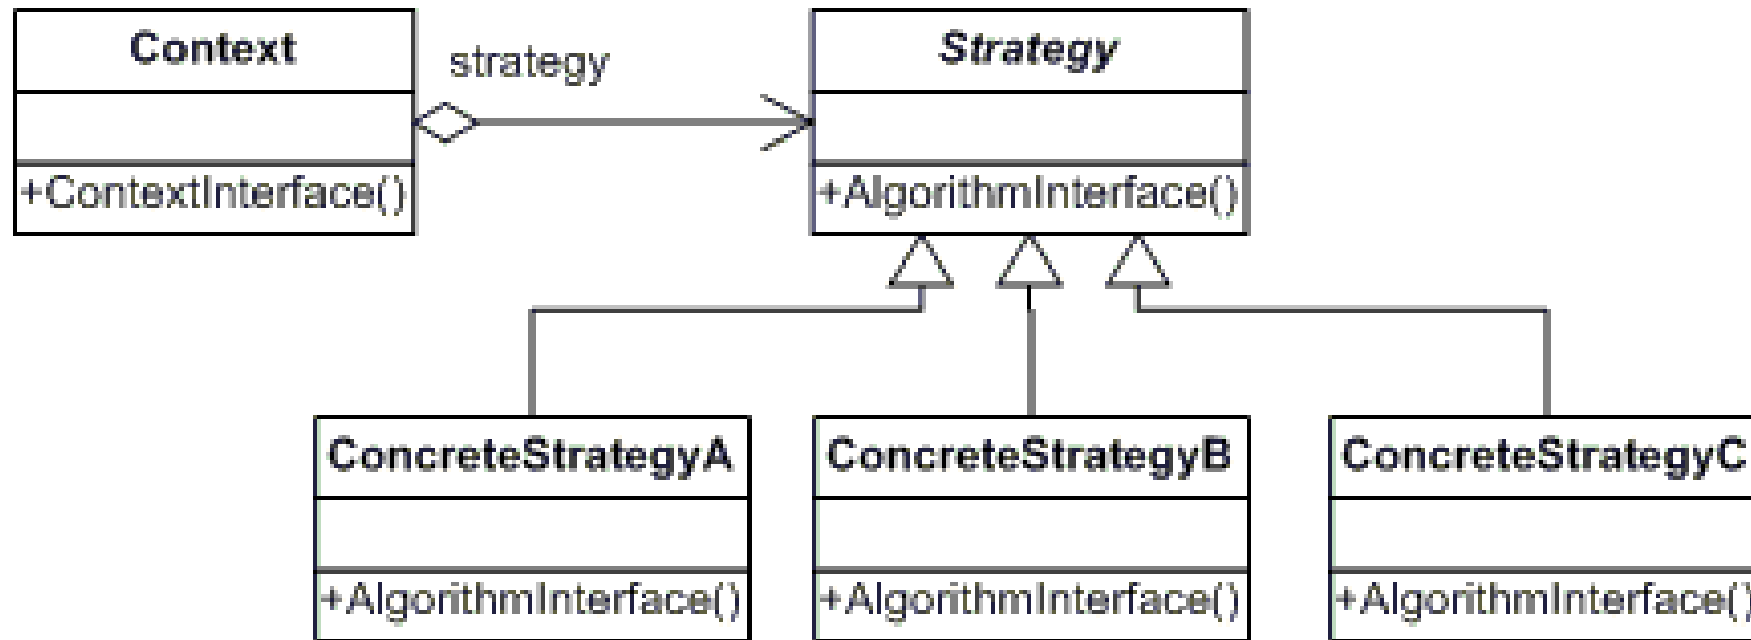 Context
strategy
Strategy
+ContextInterface()
+AlgorithmInterface()
ConcreteStrategyA
ConcreteStrategyB
ConcreteStrategyC
+AlgorithmInterface()
+AlgorithmInterface()
+AlgorithmInterface()